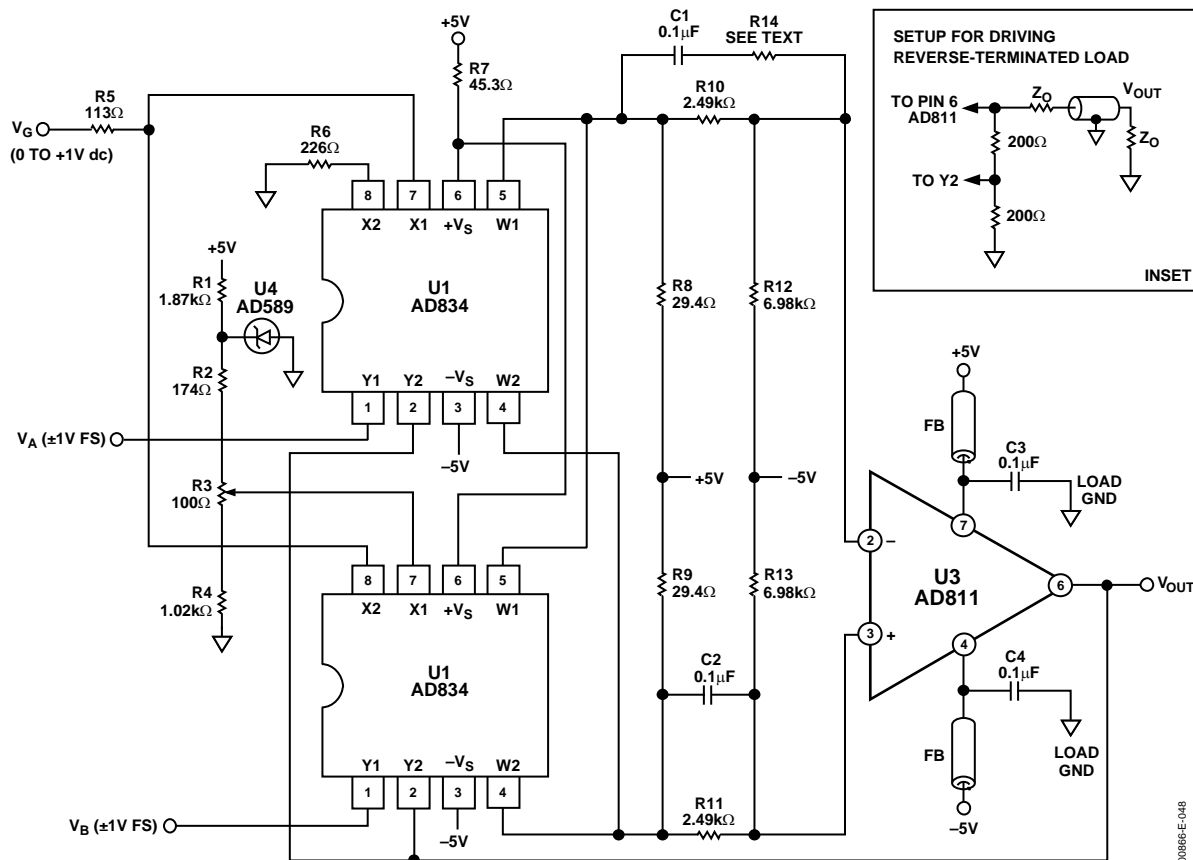 +5V
R7
45.3Ω
C1
0.1µF
R14
SEE TEXT
R10
2.49kΩ
R5
113Ω
VG
(0 TO +1V dc)
R6
226Ω
8
7
6
5
X2
X1
+VS
W1
U1
AD834
+5V
R1
1.87kΩ
U4
AD589
R2
174Ω
Y1
Y2
–VS
W2
1
2
3
4
VA (±1V FS)
–5V
R3
100Ω
R4
1.02kΩ
8
7
6
5
X2
X1
+VS
W1
U1
AD834
Y1
Y2
–VS
W2
1
2
3
4
VB (±1V FS)
–5V
R8
29.4Ω
R12
6.98kΩ
+5V
–5V
R9
29.4Ω
R13
6.98kΩ
C2
0.1µF
R11
2.49kΩ
SETUP FOR DRIVING
REVERSE-TERMINATED LOAD
TO PIN 6
AD811
ZO
VOUT
200Ω
ZO
TO Y2
200Ω
INSET
+5V
FB
C3
0.1µF
LOAD
GND
7
2
–
U3
AD811
6
VOUT
3
+
4
C4
0.1µF
FB
LOAD
GND
–5V
00866-E-048